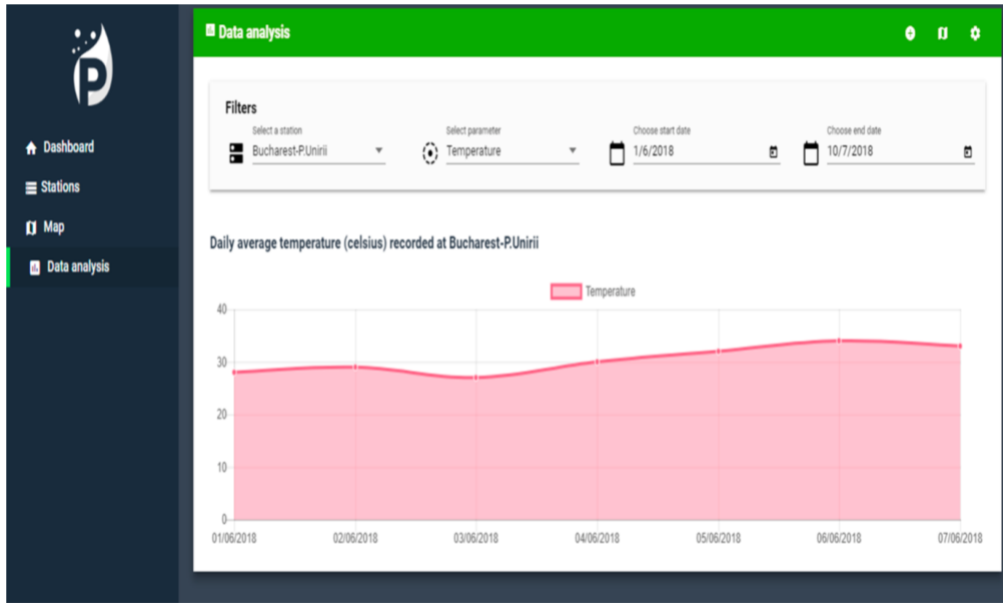 P
Dashboard
Stations
Map
Data analysis
Data analysis
Filters
Select a station
Bucharest-P.Unirii
Select parameter
Temperature
Choose start date
1/6/2018
Choose end date
10/7/2018
Daily average temperature (celsius) recorded at Bucharest-P.Unirii
Temperature
40
30
20
10
0
01/06/2018 02/06/2018 03/06/2018 04/06/2018 05/06/2018 06/06/2018 07/06/2018